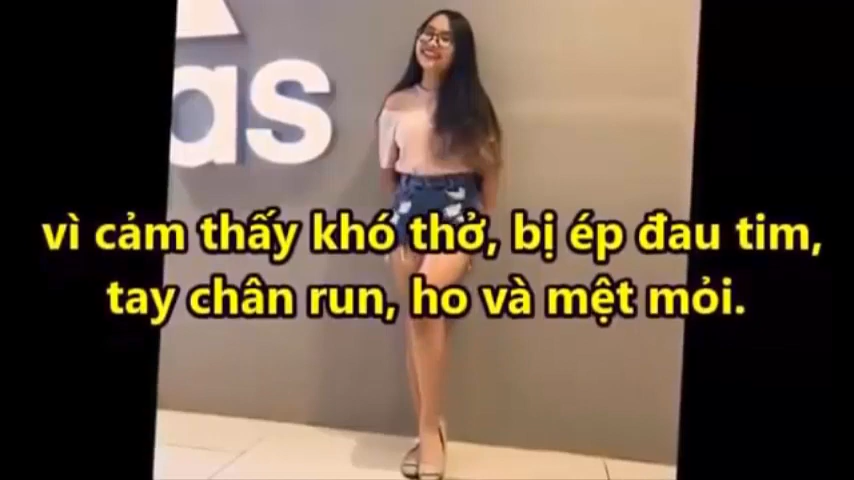 as
vì cảm thấy khó thở, bị ép đau tim,
tay chân run, ho và mệt mỏi.